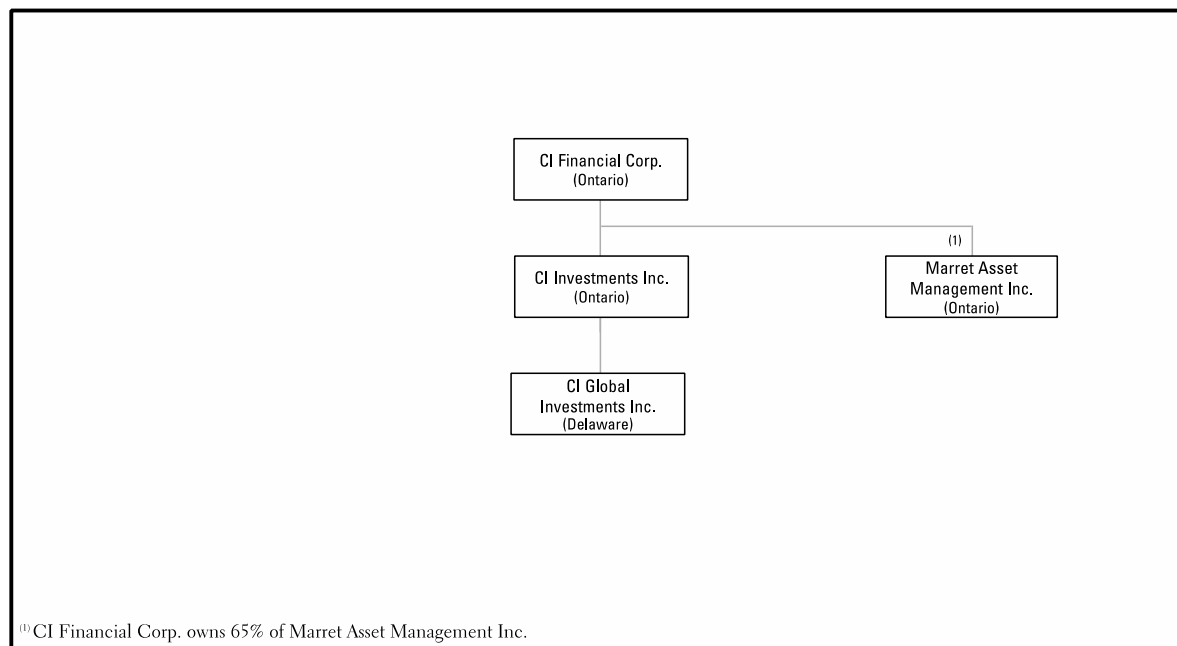 CI Financial Corp.
(Ontario)
(1)
CI Investments Inc.
(Ontario)
Marret Asset
Management Inc.
(Ontario)
CI Global
Investments Inc.
(Delaware)
(1) CI Financial Corp. owns 65% of Marret Asset Management Inc.